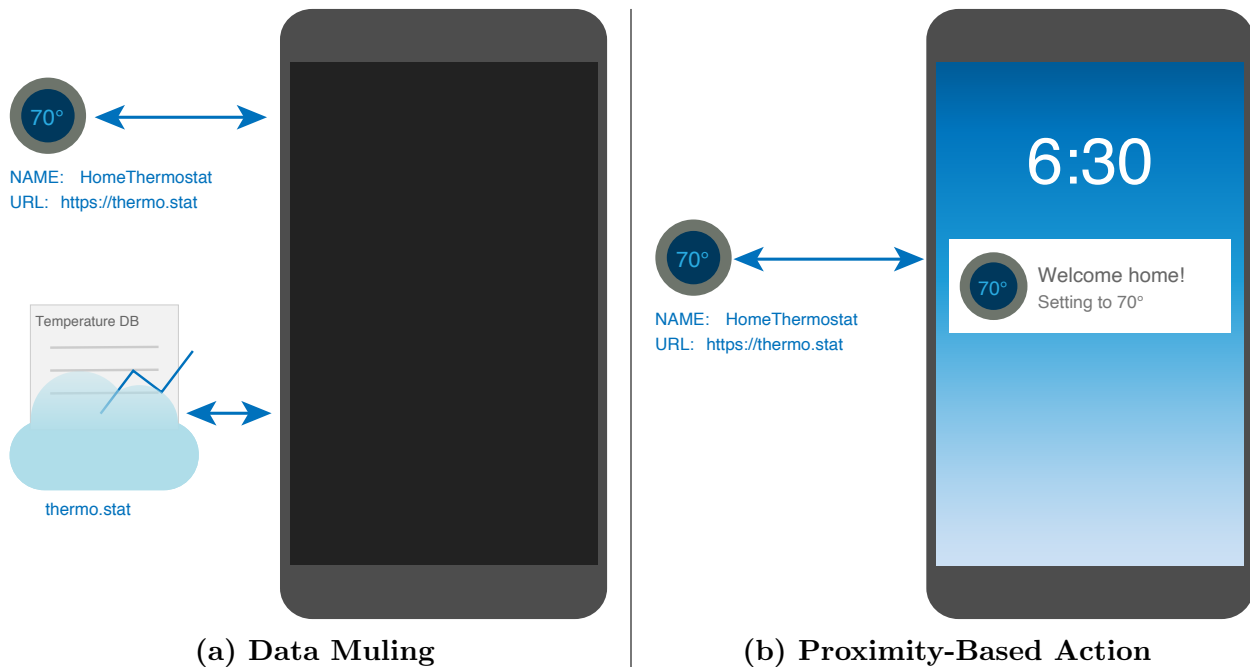 70°
NAME: HomeThermostat
URL: https://thermo.stat
Temperature DB
thermo.stat
(a) Data Muling
6:30
70°
NAME: HomeThermostat
URL: https://thermo.stat
70°
Welcome home!
Setting to 70°
(b) Proximity-Based Action